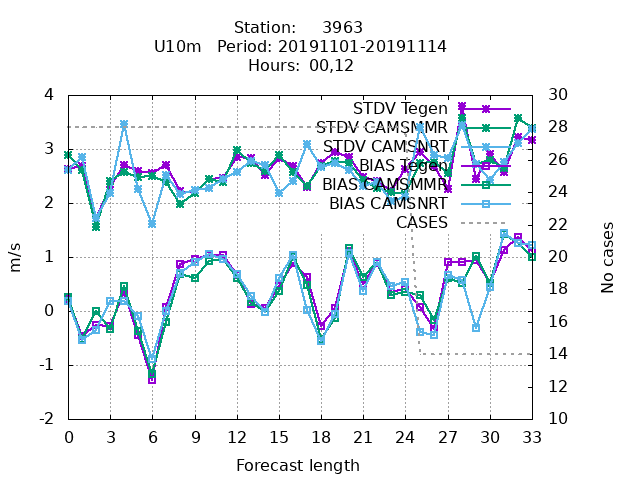 Station: 3963
U10m Period: 20191101-20191114
Hours: 00,12
4 30
STDV Tegen
STDV CAMSMMR 28
3 STDV CAMSNRT
BIAS Tegen 26
BIAS CAMSMMR 24
2 BIAS CAMSNRT
CASES 22
1 20
18
0
16
-1 14
12
-2 10
m/s
No cases
0 3 6 9 12 15 18 21 24 27 30 33
Forecast length